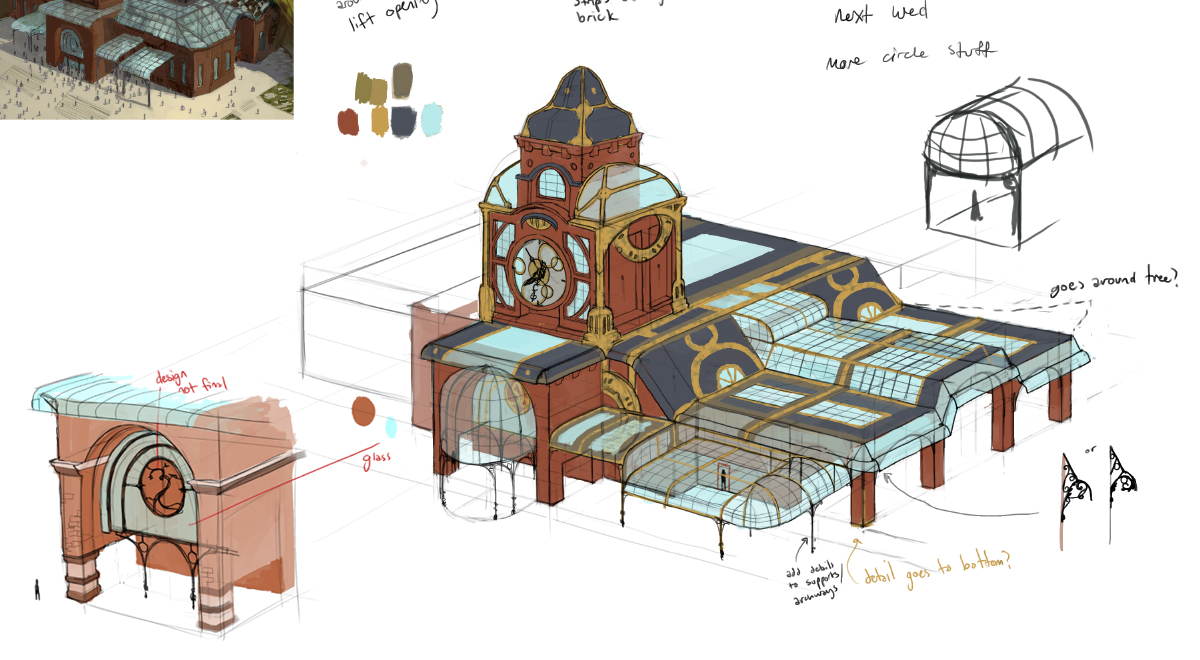 lift opening
brick
next wed
more circle stuff
goes around tree?
design
not final
glass
or
add details
to supports/
archways
detail goes to bottom?